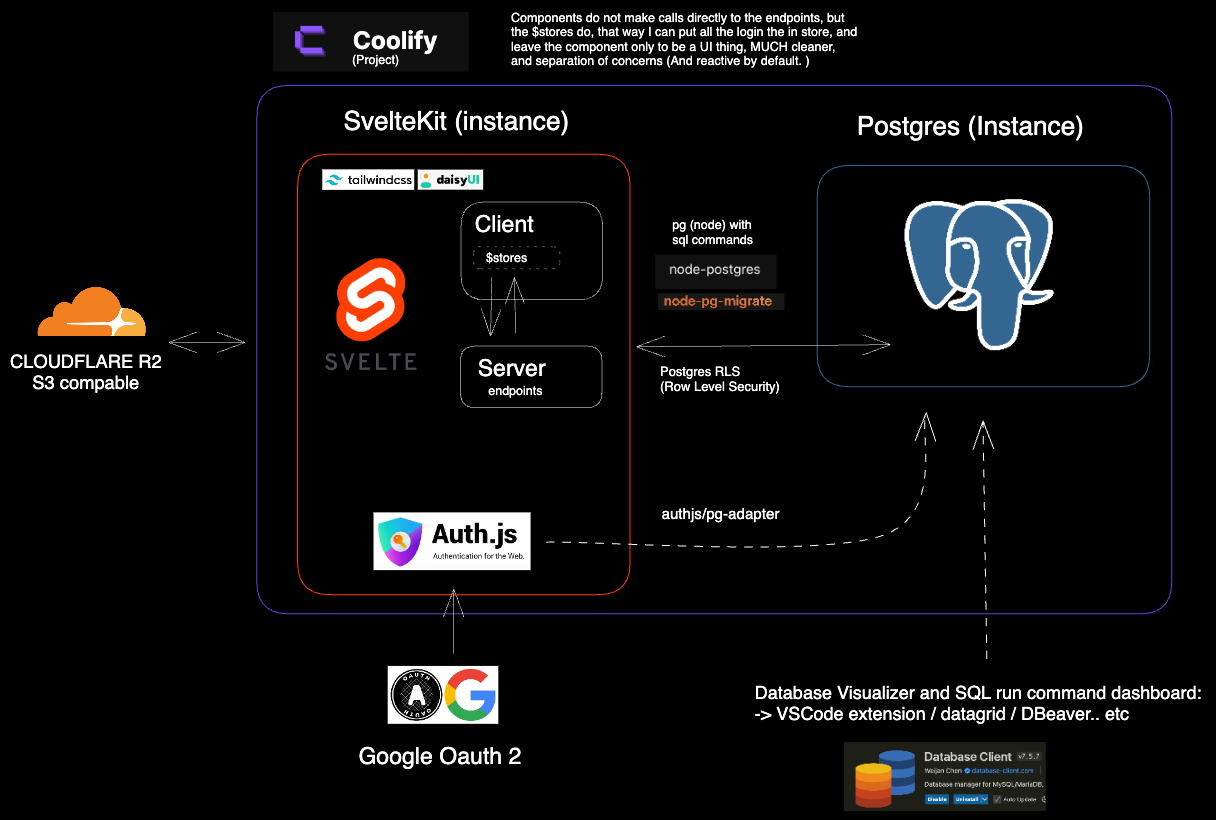 Coolify
(Project)
Components do not make calls directly to the endpoints, but
the $stores do, that way I can put all the login the in store, and
leave the component only to be a UI thing, MUCH cleaner,
and separation of concerns (And reactive by default. )
SvelteKit (instance)
Postgres (Instance)
tailwindcss
daisyUI
Client
$stores
pg (node) with
sql commands
node-postgres
node-pg-migrate
SVELTE
CLOUDFLARE R2
S3 compable
Server
endpoints
Postgres RLS
(Row Level Security)
Auth.js
Authentication for the Web.
authjs/pg-adapter
OAUTH
A
OAUTH
G
Google Oauth 2
Database Visualizer and SQL run command dashboard:
-> VSCode extension / datagrid / DBeaver.. etc
Database Client v7.5.7
Weijan Chen database-client.com
Database manager for MySQL/MariaDB,
Disable Uninstall Auto Update